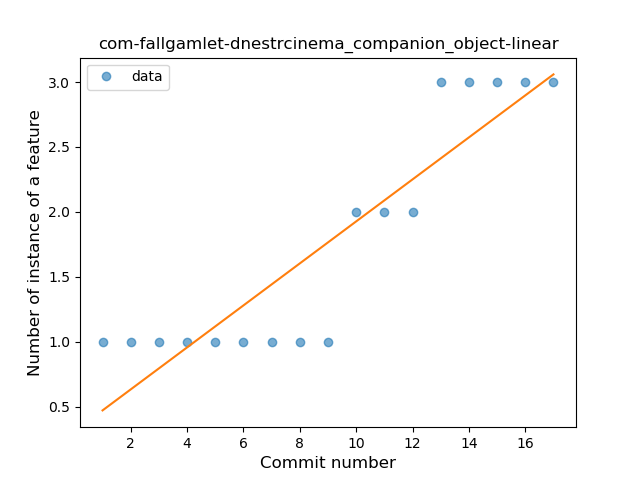 com-fallgamlet-dnestrcinema_companion_object-linear
data
Number of instance of a feature
3.0
2.5
2.0
1.5
1.0
0.5
2 4 6 8 10 12 14 16
Commit number